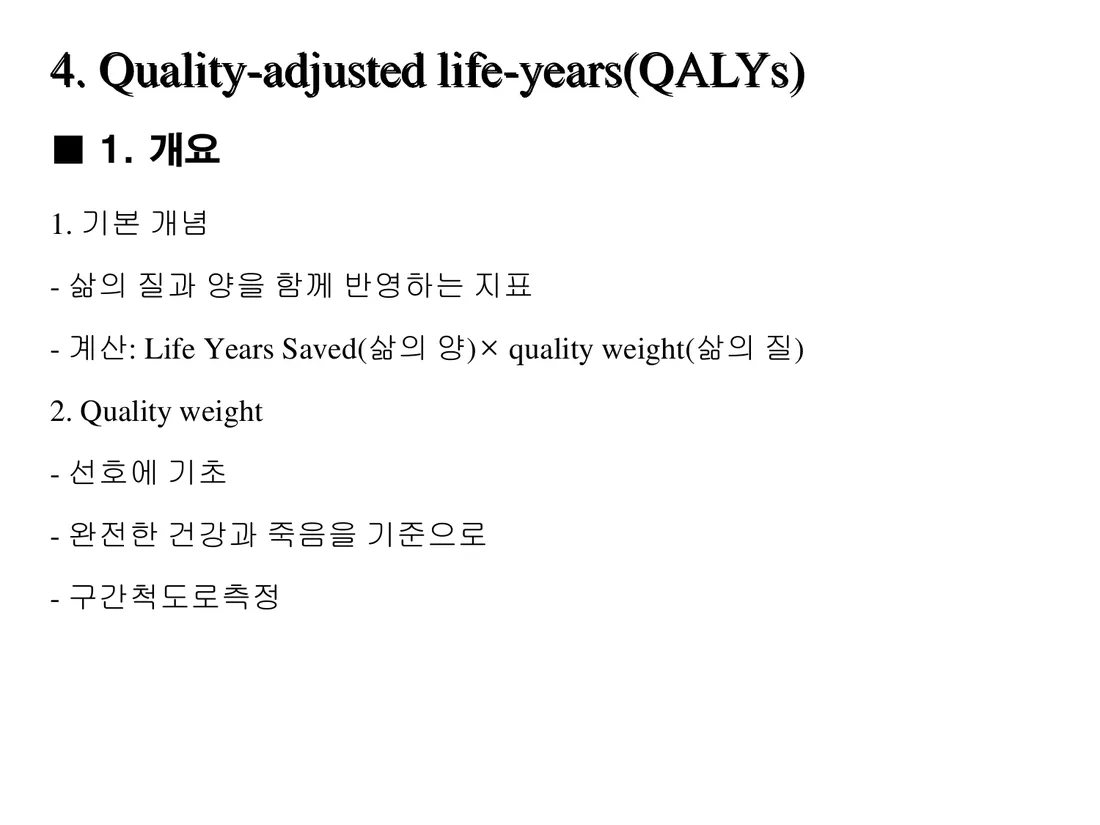 4. Quality-adjusted life-years(QALYs)
■ 1. 개요
1. 기본 개념
- 삶의 질과 양을 함께 반영하는 지표
- 계산: Life Years Saved(삶의 양)× quality weight(삶의 질)
2. Quality weight
- 선호에 기초
- 완전한 건강과 죽음을 기준으로
- 구간척도로측정